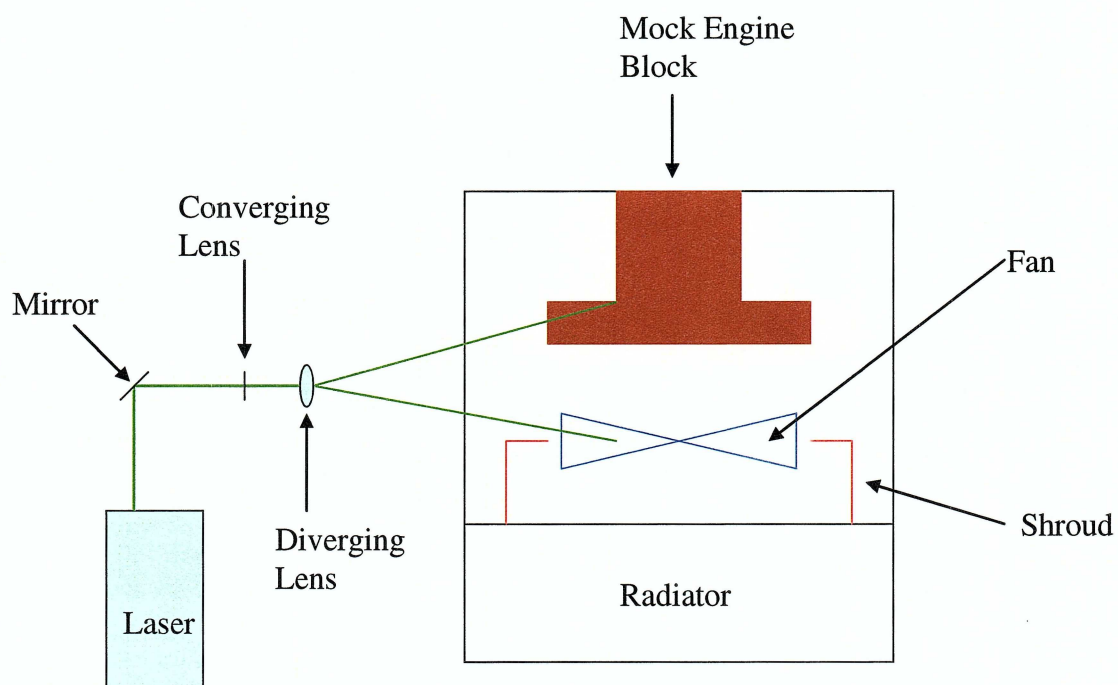 Mock Engine
Block
Converging
Lens
Fan
Mirror
Shroud
Diverging
Lens
Radiator
Laser